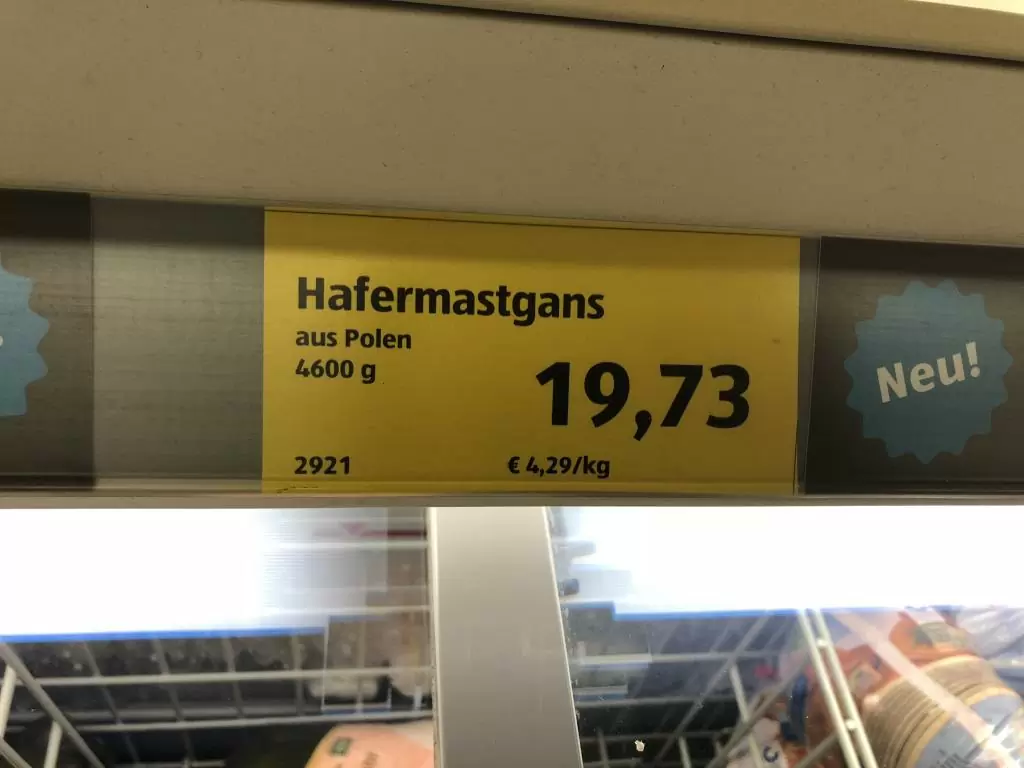 Hafermastgans
aus Polen
4600 g
19,73
2921
€ 4,29/kg
Neu!